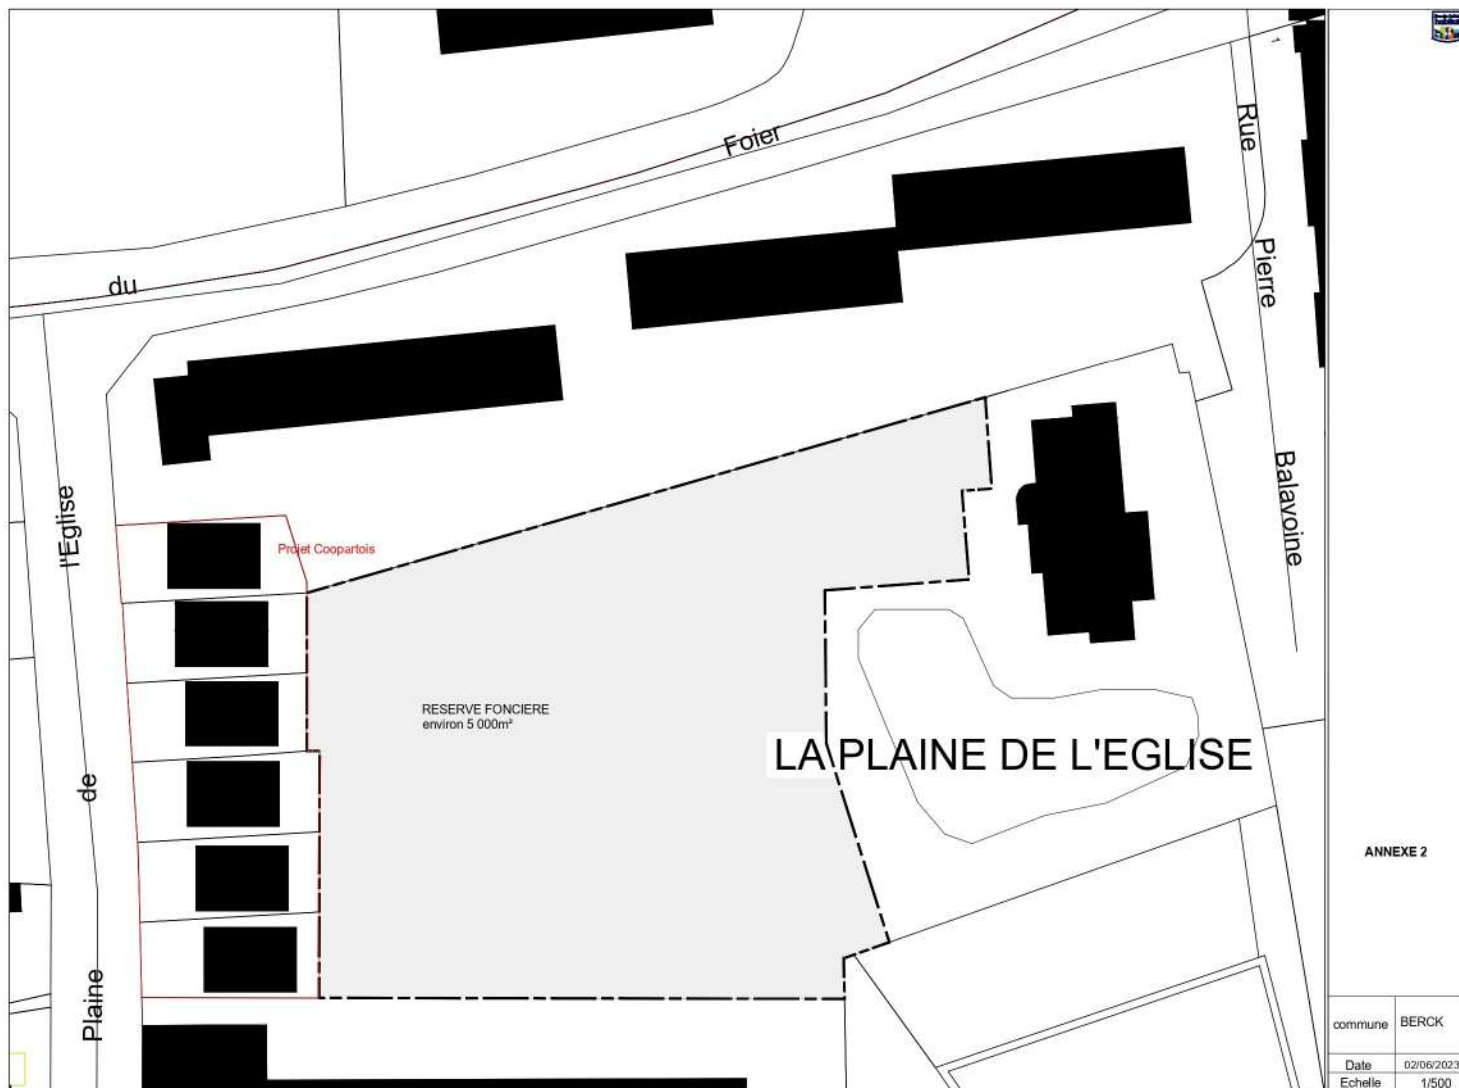 Foier
du
Rue
Pierre
Balavoine
l'Eglise
de
Plaine
Projet Coopartois
RESERVE FONCIERE
environ 5 000m²
LA PLAINE DE L'EGLISE
ANNEXE 2
commune BERCK
Date 02/06/2023
Echelle 1/500